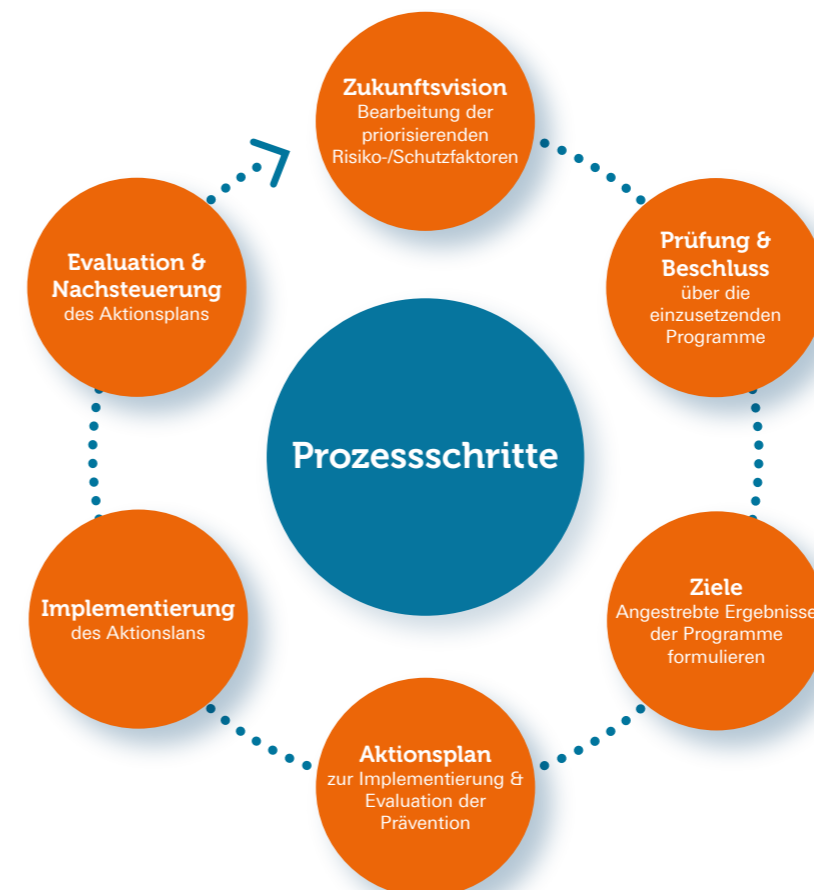 Zukunftsvision
Bearbeitung der
priorisierenden
Risiko-/Schutzfaktoren
Prüfung &
Beschluss
über die
einzusetzenden
Programme
Ziele
Angestrebte Ergebnisse
der Programme
formulieren
Aktionsplan
zur Implementierung &
Evaluation der
Prävention
Implementierung
des Aktionslans
Evaluation &
Nachsteuerung
des Aktionsplans
Prozessschritte